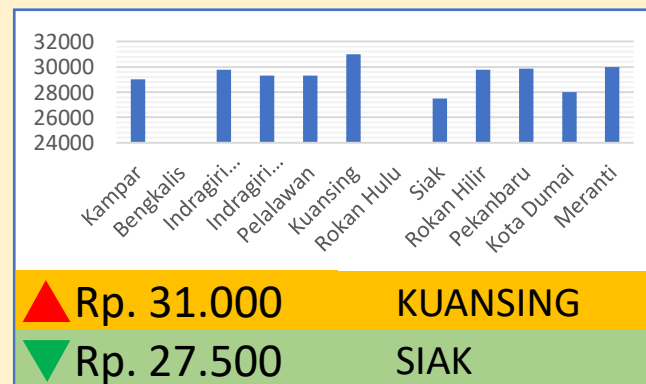 32000
30000
28000
26000
24000
Kampar
Bengkalis
Indragiri...
Indragiri...
Pelalawan
Kuansing
Rokan Hulu
Siak
Rokan Hilir
Pekanbaru
Kota Dumai
Meranti
Rp. 31.000 KUANSING
Rp. 27.500 SIAK